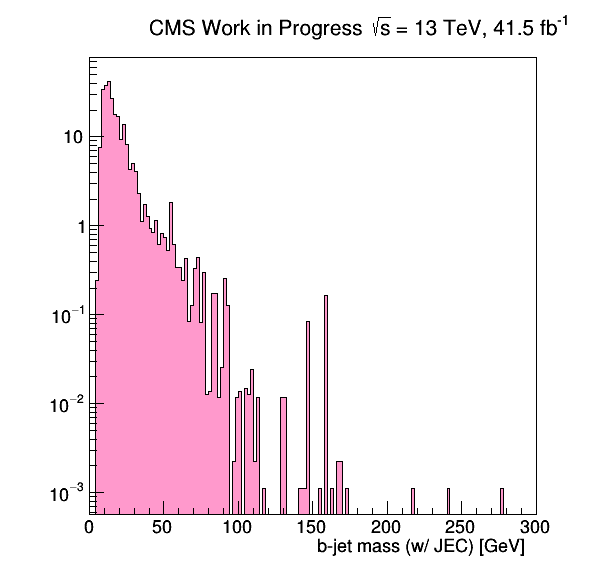 CMS Work in Progress √s = 13 TeV, 41.5 fb⁻¹
10
1
10⁻¹
10⁻²
10⁻³
0 50 100 150 200 250 300
b-jet mass (w/ JEC) [GeV]